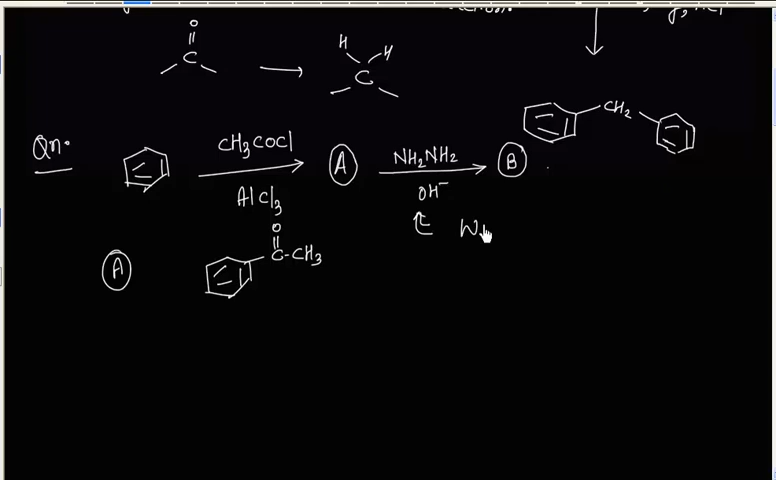 O
C
H H
C
CH₂
Qn.
CH₃COCl
AlCl₃
A
NH₂NH₂
OH⁻
B
W
A
O
C-CH₃